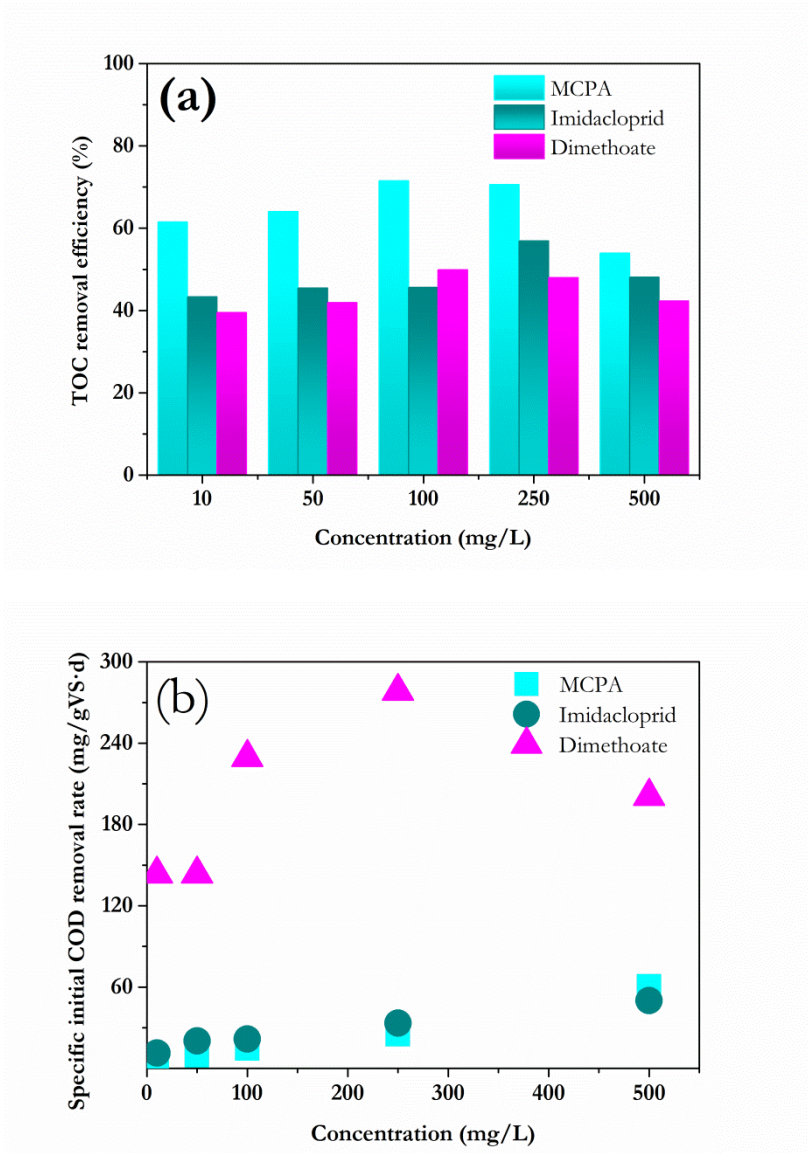 (a)
MCPA
Imidacloprid
Dimethoate
TOC removal efficiency (%)
100
80
60
40
20
0
10 50 100 250 500
Concentration (mg/L)
(b)
MCPA
Imidacloprid
Dimethoate
Specific initial COD removal rate (mg/gVS·d)
300
240
180
120
60
0 100 200 300 400 500
Concentration (mg/L)